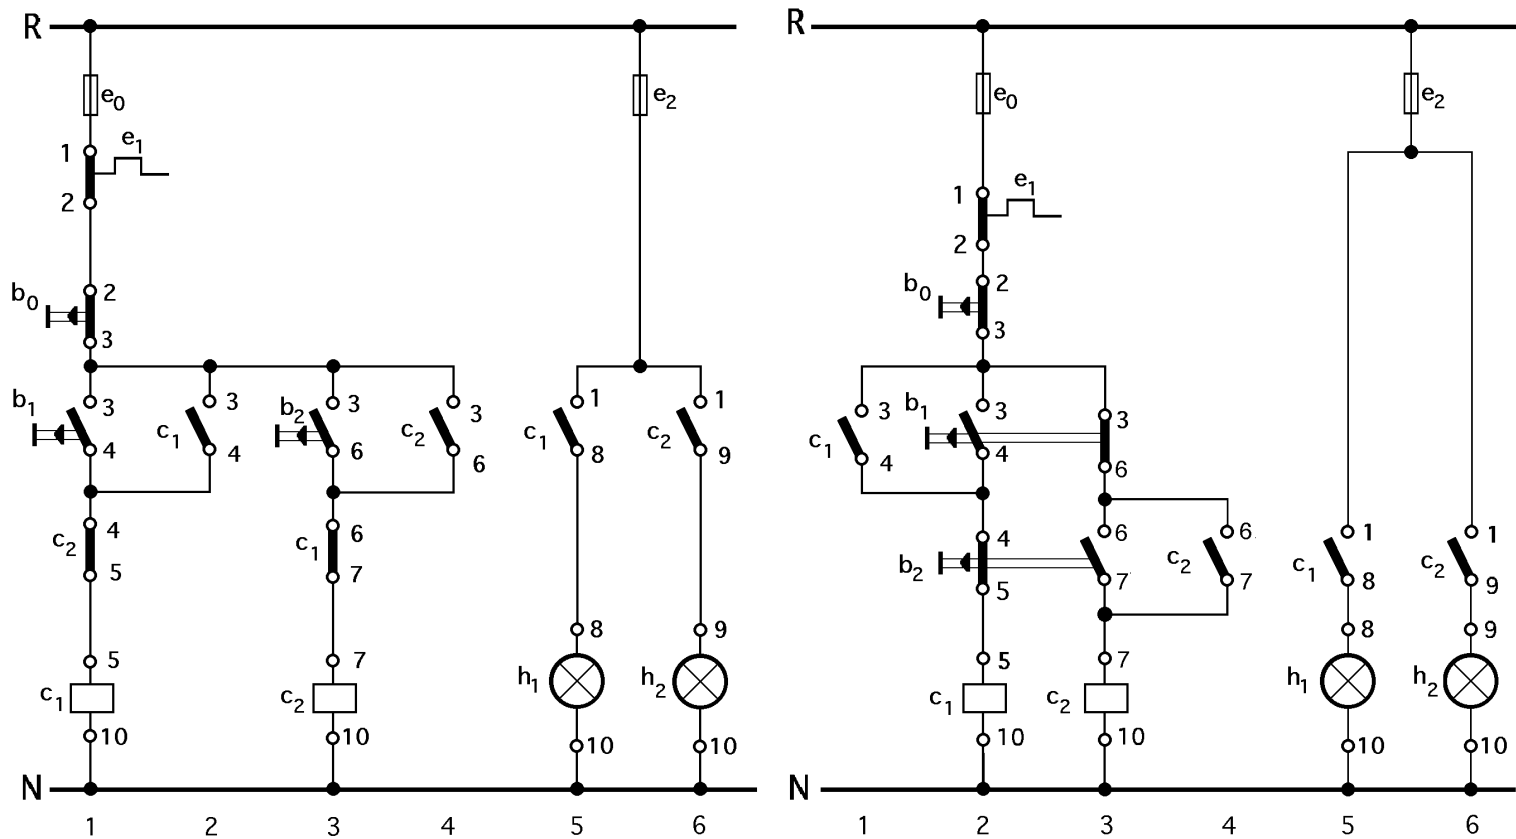 R R
e0 e2 e0 e2
1 e1
2
1 e1
2
b0 2
3
b0 2
3
b1 3 3 b2 3 3 1 1
c1 c2 c1 c2
4 4 6 6 8 9
3 b1 3 3
c1
4 4 6
c2 4 c1 6
5 7
4 6 6 1 1
b2 c2 c1 c2
5 7 7 8 9
8 9 8 9
5 7 5 7
c1 c2 h1 h2 c1 c2 h1 h2
10 10 10 10 10 10 10 10
N N
1 2 3 4 5 6 1 2 3 4 5 6